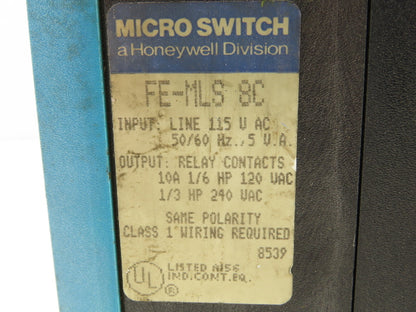 MICRO SWITCH
a Honeywell Division
FE-MLS 8C
INPUT: LINE 115 V AC
50/60 Hz./5 V.A.
OUTPUT: RELAY CONTACTS
10A 1/6 HP 120 VAC
1/3 HP 240 VAC
SAME POLARITY
CLASS 1 WIRING REQUIRED
8539
UL
LISTED A156
IND.CONT.EQ.
®